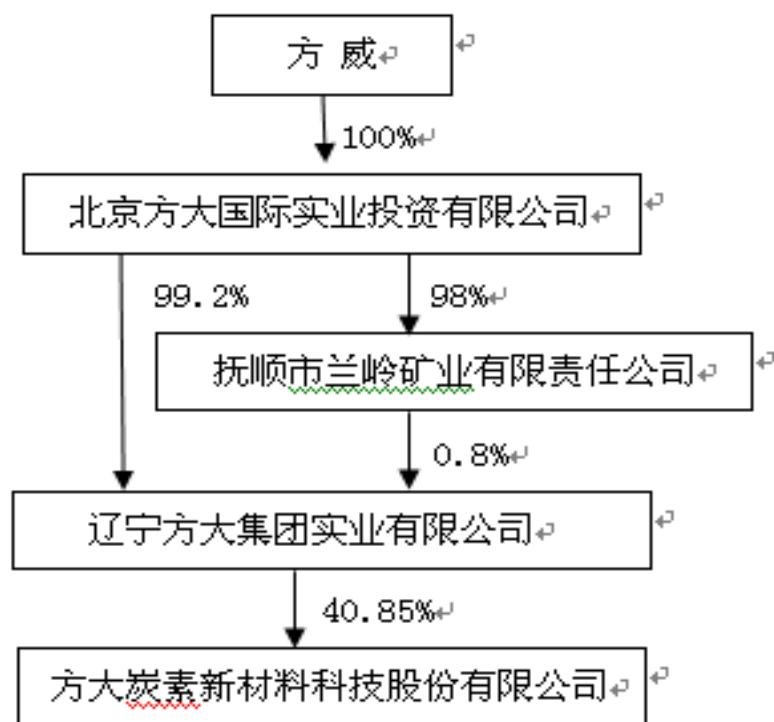 方 威
100%
北京方大国际实业投资有限公司
99.2%
98%
抚顺市兰岭矿业有限责任公司
0.8%
辽宁方大集团实业有限公司
40.85%
方大炭素新材料科技股份有限公司